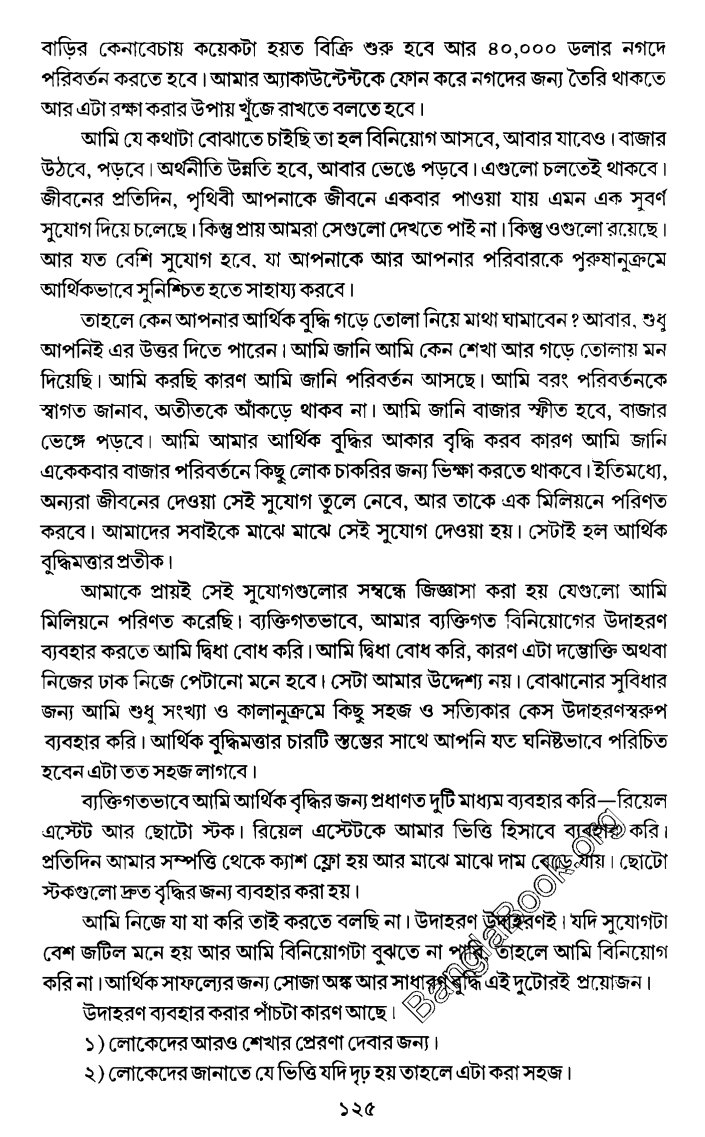 বাড়ির কেনাবেচায় কয়েকটা হয়ত বিক্রি শুরু হবে আর ৪০,০০০ ডলার নগদে
পরিবর্তন করতে হবে। আমার অ্যাকাউন্টেন্টকে ফোন করে নগদের জন্য তৈরি থাকতে
আর এটা রক্ষা করার উপায় খুঁজে রাখতে বলতে হবে।
আমি যে কথাটা বোঝাতে চাইছি তা হল বিনিয়োগ আসবে, আবার যাবেও। বাজার
উঠবে, পড়বে। অর্থনীতি উন্নতি হবে, আবার ভেঙে পড়বে। এগুলো চলতেই থাকবে।
জীবনের প্রতিদিন, পৃথিবী আপনাকে জীবনে একবার পাওয়া যায় এমন এক সুবর্ণ
সুযোগ দিয়ে চলেছে। কিন্তু প্রায় আমরা সেগুলো দেখতে পাই না। কিন্তু ওগুলো রয়েছে।
আর যত বেশি সুযোগ হবে, যা আপনাকে আর আপনার পরিবারকে পুরুষানুক্রমে
আর্থিকভাবে সুনিশ্চিত হতে সাহায্য করবে।
তাহলে কেন আপনার আর্থিক বুদ্ধি গড়ে তোলা নিয়ে মাথা ঘামাবেন? আবার, শুধু
আপনিই এর উত্তর দিতে পারেন। আমি জানি আমি কেন শেখা আর গড়ে তোলায় মন
দিয়েছি। আমি করছি কারণ আমি জানি পরিবর্তন আসছে। আমি বরং পরিবর্তনকে
স্বাগত জানাব, অতীতকে আঁকড়ে থাকব না। আমি জানি বাজার স্ফীত হবে, বাজার
ভেঙ্গে পড়বে। আমি আমার আর্থিক বুদ্ধির আকার বৃদ্ধি করব কারণ আমি জানি
একেকবার বাজার পরিবর্তনে কিছু লোক চাকরির জন্য ভিক্ষা করতে থাকবে। ইতিমধ্যে,
অন্যরা জীবনের দেওয়া সেই সুযোগ তুলে নেবে, আর তাকে এক মিলিয়নে পরিণত
করবে। আমাদের সবাইকে মাঝে মাঝে সেই সুযোগ দেওয়া হয়। সেটাই হল আর্থিক
বুদ্ধিমত্তার প্রতীক।
আমাকে প্রায়ই সেই সুযোগগুলোর সম্বন্ধে জিজ্ঞাসা করা হয় যেগুলো আমি
মিলিয়নে পরিণত করেছি। ব্যক্তিগতভাবে, আমার ব্যক্তিগত বিনিয়োগের উদাহরণ
ব্যবহার করতে আমি দ্বিধা বোধ করি। আমি দ্বিধা বোধ করি, কারণ এটা দম্ভোক্তি অথবা
নিজের ঢাক নিজে পেটানো মনে হবে। সেটা আমার উদ্দেশ্য নয়। বোঝানোর সুবিধার
জন্য আমি শুধু সংখ্যা ও কালানুক্রমে কিছু সহজ ও সত্যিকার কেস উদাহরণস্বরুপ
ব্যবহার করি। আর্থিক বুদ্ধিমত্তার চারটি স্তম্ভের সাথে আপনি যত ঘনিষ্টভাবে পরিচিত
হবেন এটা তত সহজ লাগবে।
ব্যক্তিগতভাবে আমি আর্থিক বৃদ্ধির জন্য প্রধাণত দুটি মাধ্যম ব্যবহার করি—রিয়েল
এস্টেট আর ছোটো স্টক। রিয়েল এস্টেটকে আমার ভিত্তি হিসাবে ব্যবহার করি।
প্রতিদিন আমার সম্পত্তি থেকে ক্যাশ ফ্লো হয় আর মাঝে মাঝে দাম বেড়ে যায়। ছোটো
স্টকগুলো দ্রুত বৃদ্ধির জন্য ব্যবহার করা হয়।
আমি নিজে যা যা করি তাই করতে বলছি না। উদাহরণ উদাহরণই। যদি সুযোগটা
বেশ জটিল মনে হয় আর আমি বিনিয়োগটা বুঝতে না পারি, তাহলে আমি বিনিয়োগ
করি না। আর্থিক সাফল্যের জন্য সোজা অঙ্ক আর সাধারণ বুদ্ধি এই দুটোরই প্রয়োজন।
উদাহরণ ব্যবহার করার পাঁচটা কারণ আছে।
১) লোকেদের আরও শেখার প্রেরণা দেবার জন্য।
২) লোকেদের জানাতে যে ভিত্তি যদি দৃঢ় হয় তাহলে এটা করা সহজ।
১২৫
BanglaBook.org